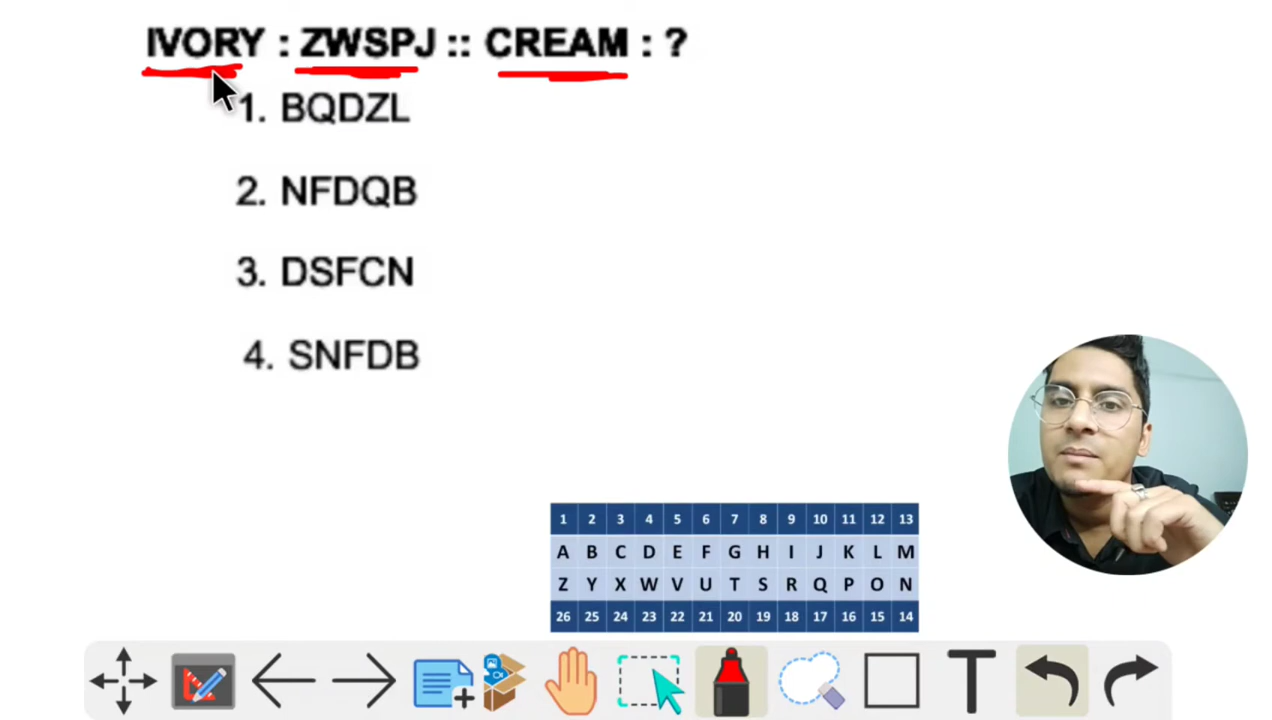 IVORY : ZWSPJ :: CREAM : ?
1. BQDZL
2. NFDQB
3. DSFCN
4. SNFDB
1 2 3 4 5 6 7 8 9 10 11 12 13
A B C D E F G H I J K L M
Z Y X W V U T S R Q P O N
26 25 24 23 22 21 20 19 18 17 16 15 14
T